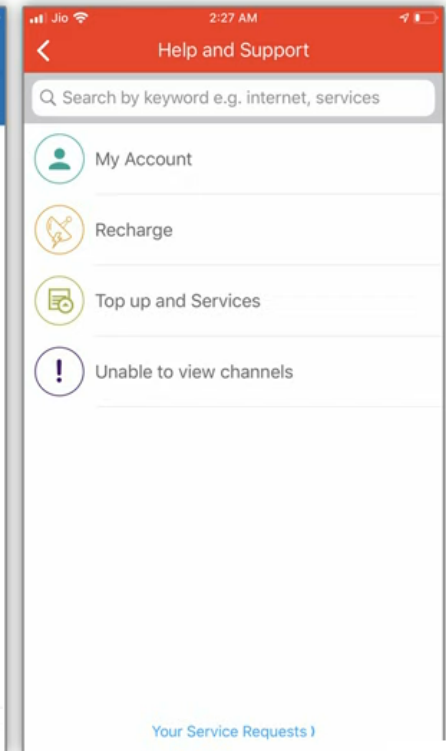 Jio
2:27 AM
Help and Support
Search by keyword e.g. internet, services
My Account
Recharge
Top up and Services
!
Unable to view channels
Your Service Requests